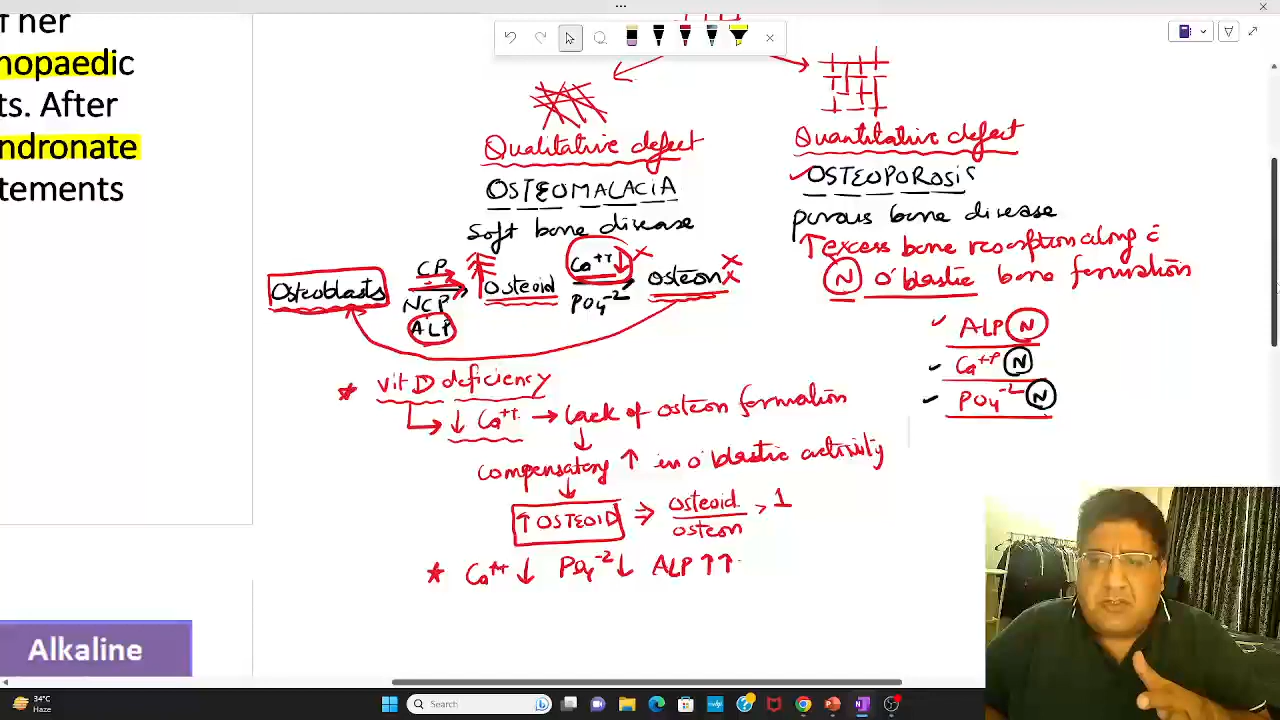 f her
nopaedic
ts. After
ndronate
tements
Alkaline
Qualitative defect
OSTEOMALACIA
Soft bone disease
Osteoblasts
CP
NCP
ALP
Osteoid
Ca++ ↓ ×
PO4-2
osteon ××
* Vit D deficiency
↓ Ca++ → Lack of osteon formation
compensatory ↑ in o'blastic activity
↑ OSTEOID ⇒ osteoid/osteon > 1
* Ca++ ↓ PO4-2 ↓ ALP ↑↑
Quantitative defect
OSTEOPOROSIS
porous bone disease
↑ excess bone resorption along c̄
N o'blastic bone formation
ALP N
Ca++ N
PO4-2 N
34°C
Haze
Search